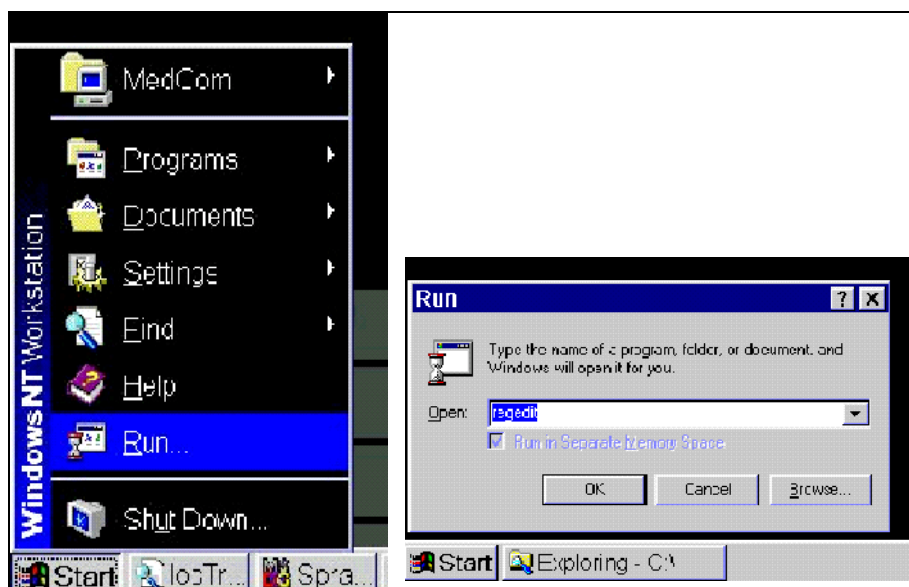 MedCom
Programs
Documents
Settings
Find
Help
Run...
Shut Down...
Windows NT Workstation
Start
Spra...
Run
Type the name of a program, folder, or document, and
Windows will open it for you.
Open:
regedit
Run in Separate Memory Space
OK
Cancel
Browse...
Start
Exploring - C:\